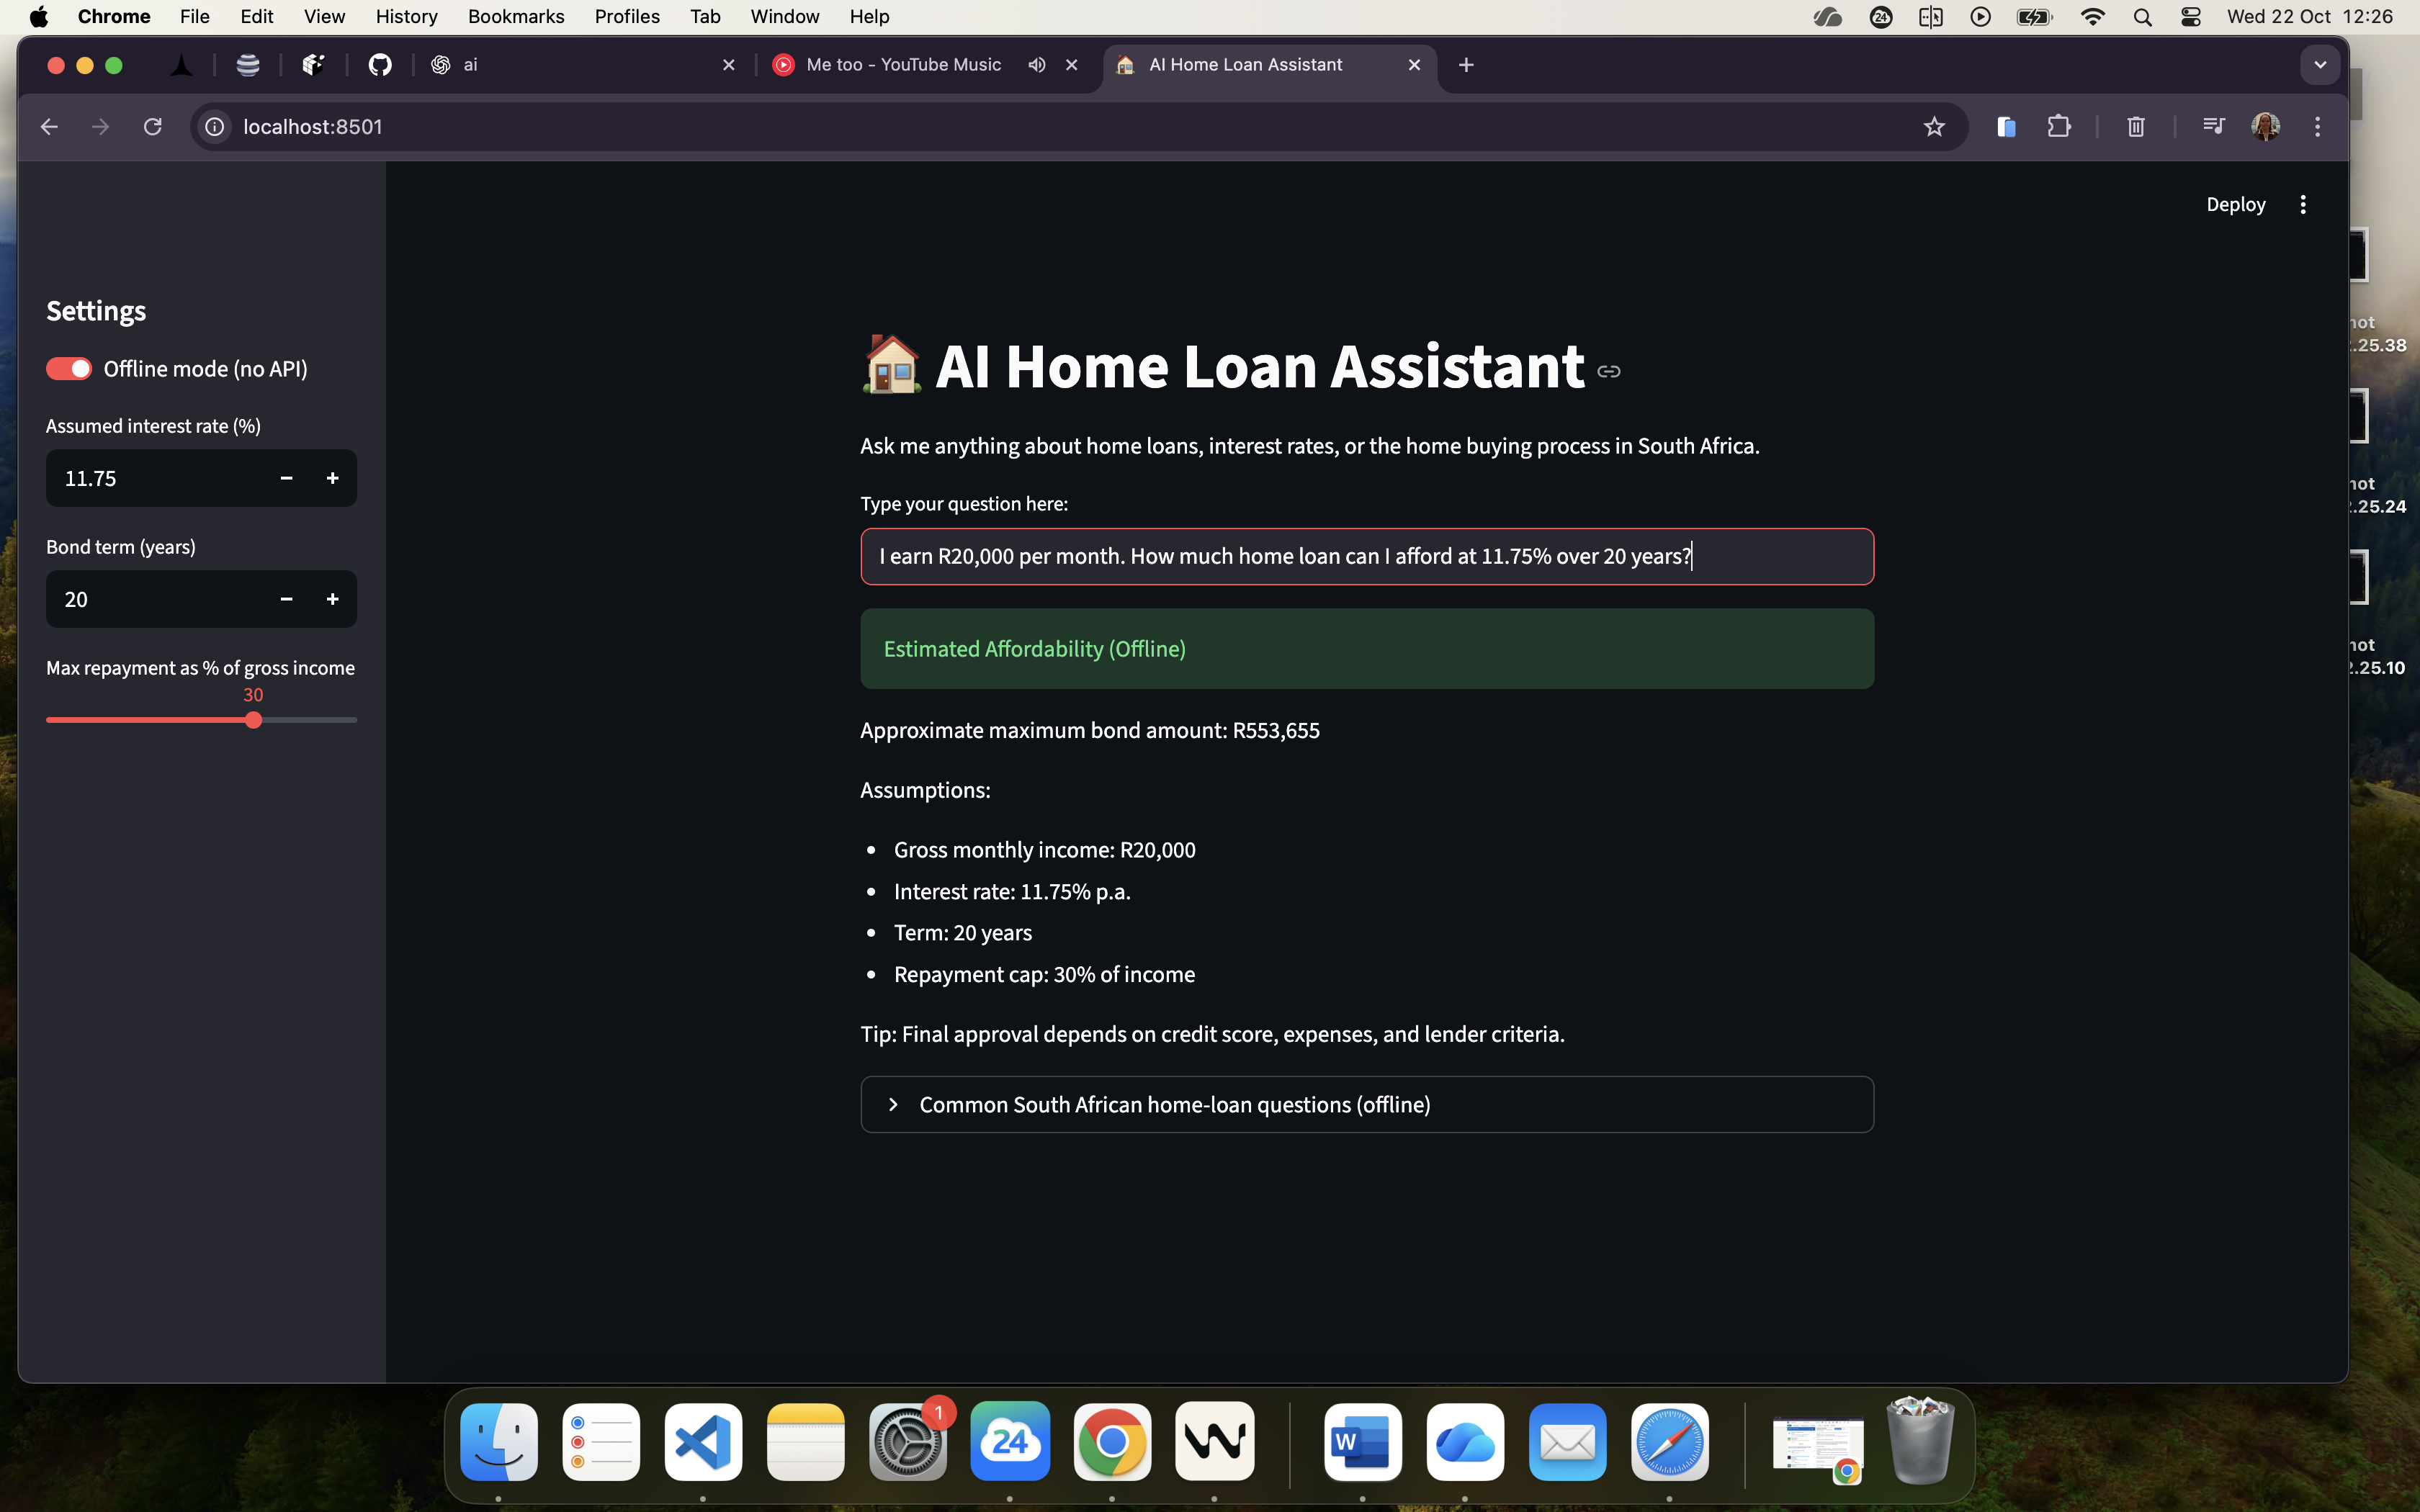 Chrome File Edit View History Bookmarks Profiles Tab Window Help 24 Wed 22 Oct 12:26
ai Me too - YouTube Music AI Home Loan Assistant
localhost:8501
Deploy
Settings
Offline mode (no API)
Assumed interest rate (%)
11.75
Bond term (years)
20
Max repayment as % of gross income
30
AI Home Loan Assistant
Ask me anything about home loans, interest rates, or the home buying process in South Africa.
Type your question here:
I earn R20,000 per month. How much home loan can I afford at 11.75% over 20 years?
Estimated Affordability (Offline)
Approximate maximum bond amount: R553,655
Assumptions:
Gross monthly income: R20,000
Interest rate: 11.75% p.a.
Term: 20 years
Repayment cap: 30% of income
Tip: Final approval depends on credit score, expenses, and lender criteria.
Common South African home-loan questions (offline)
.25.38
.25.24
.25.10
1
24
W